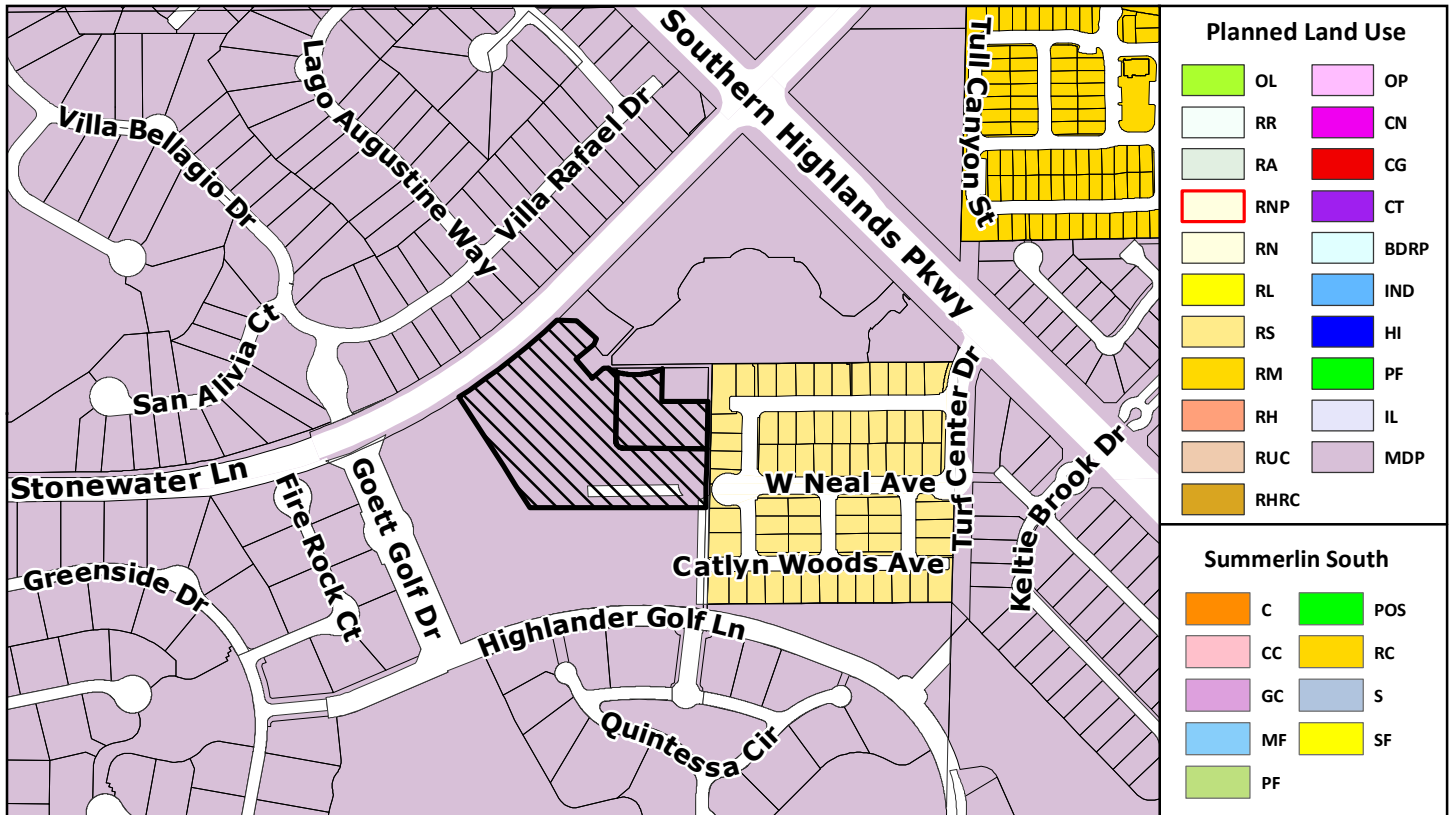 Southern Highlands Pkwy
Tull Canyon St
Lago Augustine Way
Villa Bellagio Dr
Villa Rafael Dr
San Alivia Ct
Stonewater Ln
Fire Rock Ct
Goett Golf Dr
Greenside Dr
Highlander Golf Ln
Quintessa Cir
W Neal Ave
Catlyn Woods Ave
Turf Center Dr
Keltie-Brook Dr
Planned Land Use
OL OP
RR CN
RA CG
RNP CT
RN BDRP
RL IND
RS HI
RM PF
RH IL
RUC MDP
RHRC
Summerlin South
C POS
CC RC
GC S
MF SF
PF